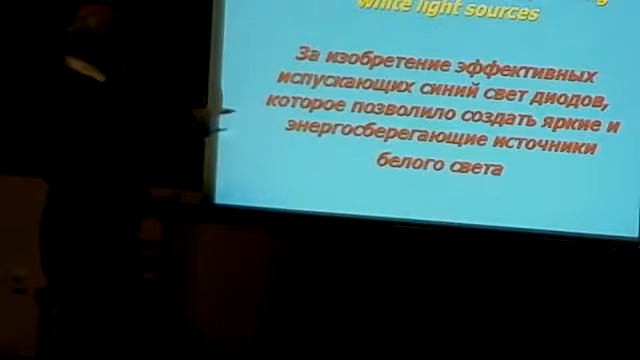 white light sources
За изобретение эффективных
испускающих синий свет диодов,
которое позволило создать яркие и
энергосберегающие источники
белого света